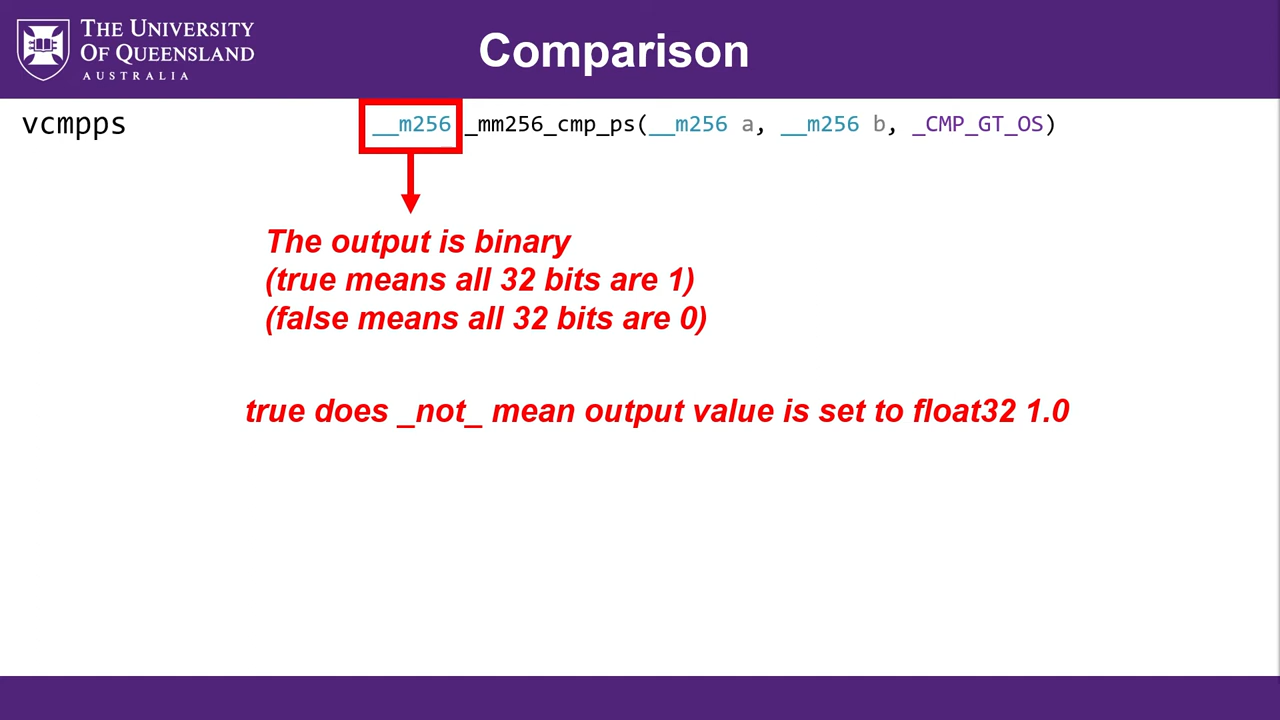 THE UNIVERSITY
OF QUEENSLAND
AUSTRALIA
Comparison
vcmpps
__m256 _mm256_cmp_ps(__m256 a, __m256 b, _CMP_GT_OS)
The output is binary
(true means all 32 bits are 1)
(false means all 32 bits are 0)
true does _not_ mean output value is set to float32 1.0